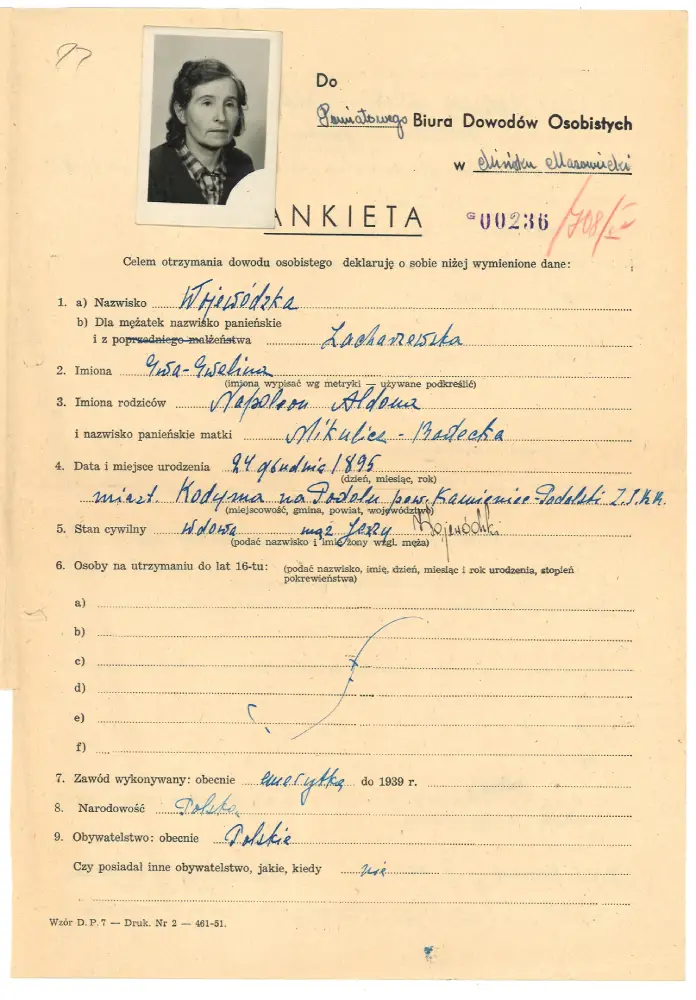 Do
Powiatowego Biura Dowodów Osobistych
w Mińsku Mazowiecki
ANKIETA G00236 708/V
Celem otrzymania dowodu osobistego deklaruję o sobie niżej wymienione dane:
1. a) Nazwisko Wojewódzka
b) Dla mężatek nazwisko panieńskie
i z poprzedniego małżeństwa Zacharzewska
2. Imiona Ewa-Ewelina
(imiona wypisać wg metryki — używane podkreślić)
3. Imiona rodziców Napoleon Aldona
i nazwisko panieńskie matki Mikulicz - Radecka
4. Data i miejsce urodzenia 24 grudnia 1895
(dzień, miesiąc, rok)
miast. Kodyma na Podolu pow. Kamieniec-Podolski
(miejscowość, gmina, powiat, województwo)
5. Stan cywilny wdowa mąż Jerzy Wojewódzki
(podać nazwisko i imię żony wzgl. męża)
6. Osoby na utrzymaniu do lat 16-tu: (podać nazwisko, imię, dzień, miesiąc i rok urodzenia, stopień
pokrewieństwa)
a)
b)
c)
d)
e)
f)
7. Zawód wykonywany: obecnie emerytka do 1939 r.
8. Narodowość Polska
9. Obywatelstwo: obecnie Polskie
Czy posiadał inne obywatelstwo, jakie, kiedy nie
Wzór D. P. 7 — Druk. Nr 2 — 461-51.